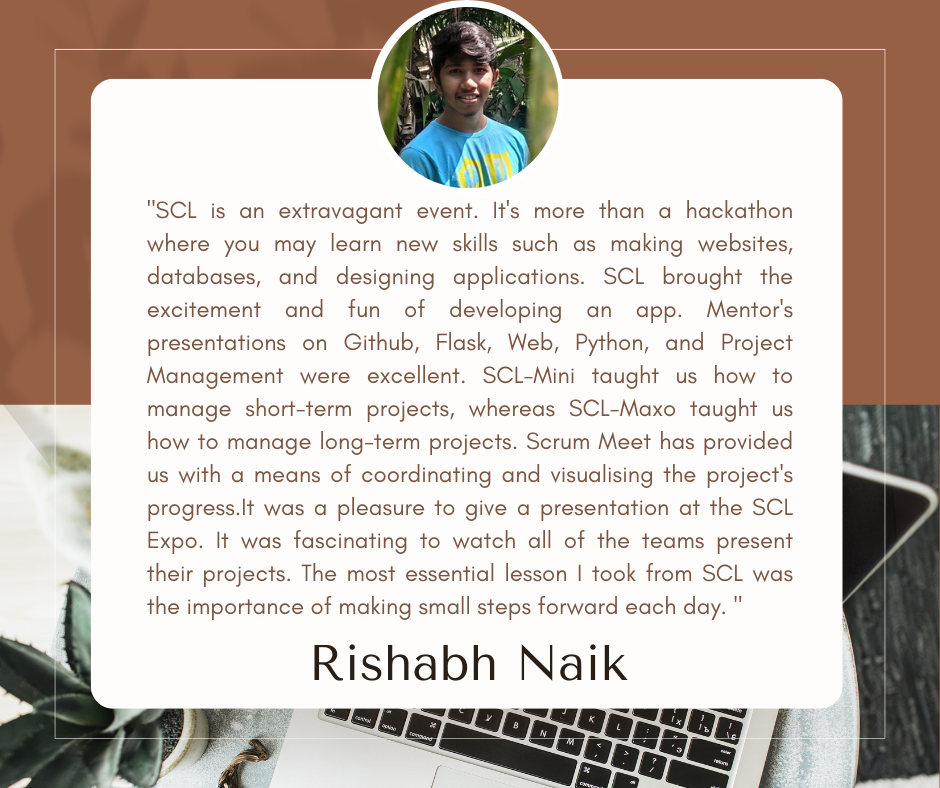 "SCL is an extravagant event. It's more than a hackathon
where you may learn new skills such as making websites,
databases, and designing applications. SCL brought the
excitement and fun of developing an app. Mentor's
presentations on Github, Flask, Web, Python, and Project
Management were excellent. SCL-Mini taught us how to
manage short-term projects, whereas SCL-Maxo taught us
how to manage long-term projects. Scrum Meet has provided
us with a means of coordinating and visualising the project's
progress.It was a pleasure to give a presentation at the SCL
Expo. It was fascinating to watch all of the teams present
their projects. The most essential lesson I took from SCL was
the importance of making small steps forward each day. "
Rishabh Naik